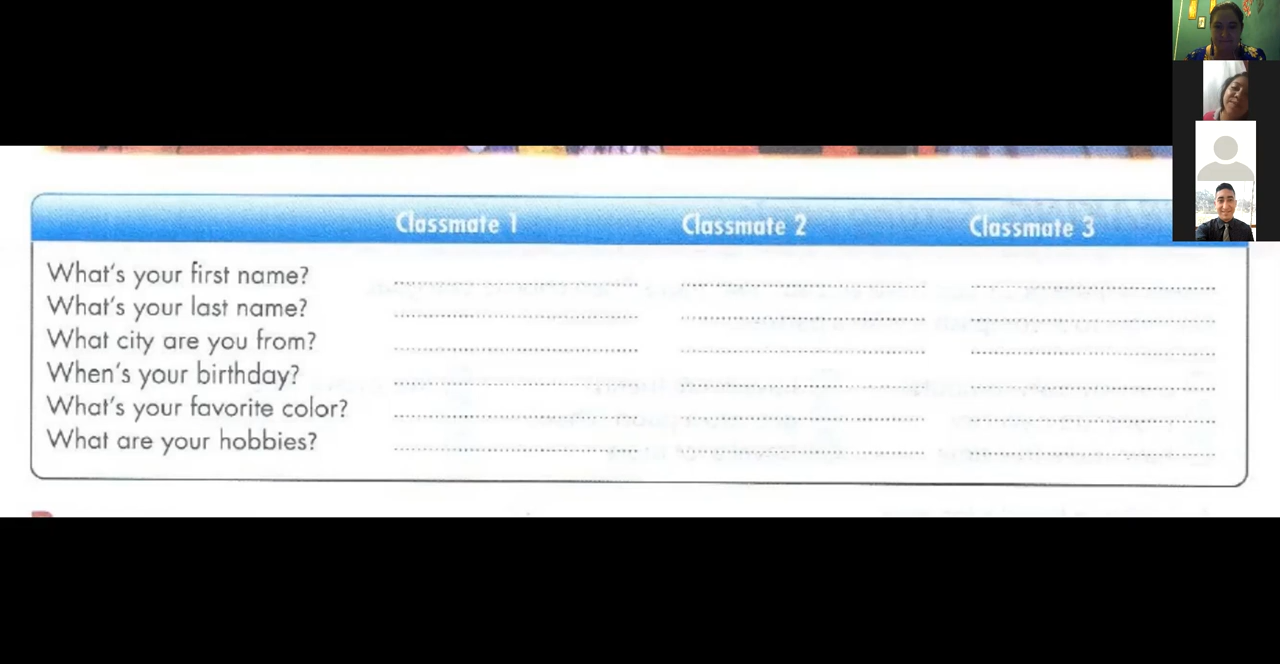 Classmate 1 Classmate 2 Classmate 3
What's your first name?
What's your last name?
What city are you from?
When's your birthday?
What's your favorite color?
What are your hobbies?